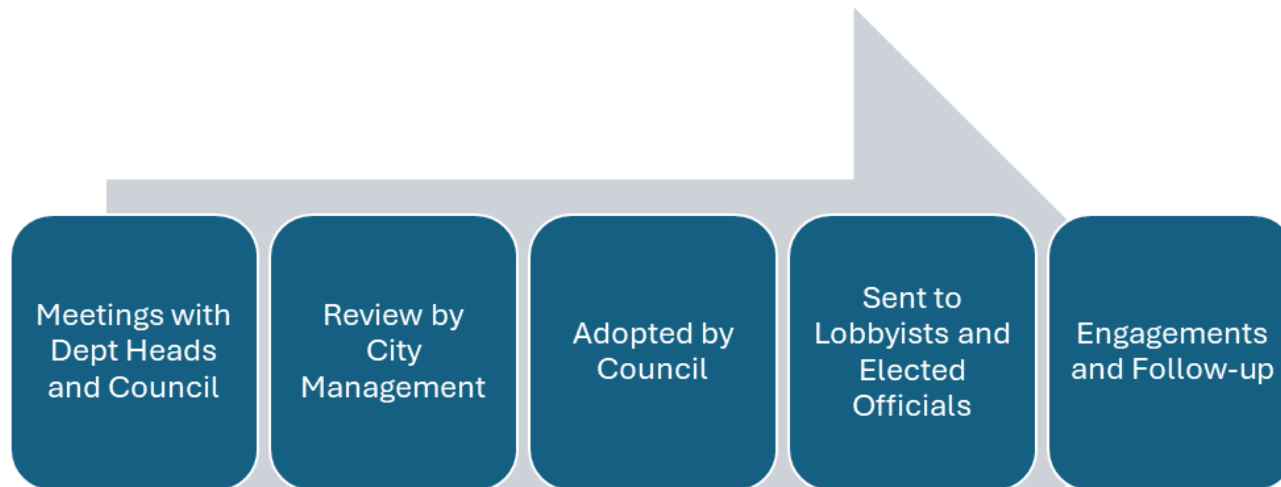 Meetings with
Dept Heads
and Council
Review by
City
Management
Adopted by
Council
Sent to
Lobbyists and
Elected
Officials
Engagements
and Follow-up